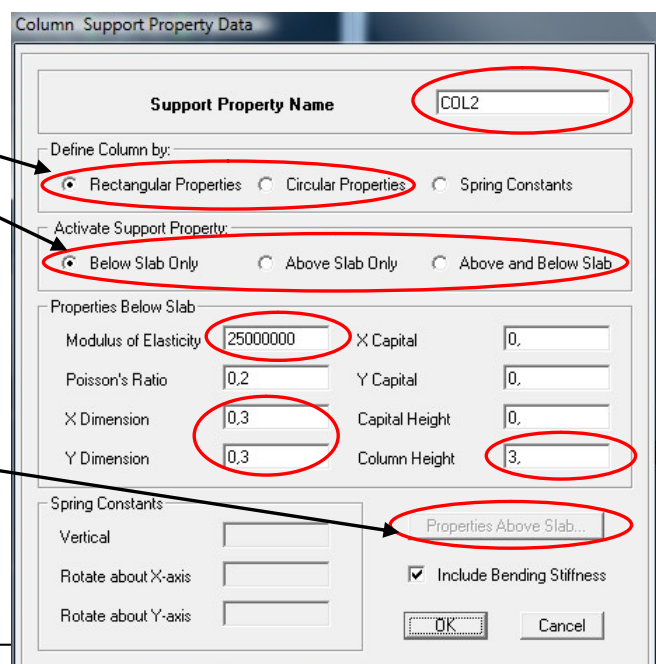 Column Support Property Data
Support Property Name COL2
Define Column by:
Rectangular Properties Circular Properties Spring Constants
Activate Support Property:
Below Slab Only Above Slab Only Above and Below Slab
Properties Below Slab
Modulus of Elasticity 25000000 X Capital 0,
Poisson's Ratio 0,2 Y Capital 0,
X Dimension 0,3 Capital Height 0,
Y Dimension 0,3 Column Height 3,
Spring Constants
Properties Above Slab...
Vertical
Rotate about X-axis Include Bending Stiffness
Rotate about Y-axis OK Cancel